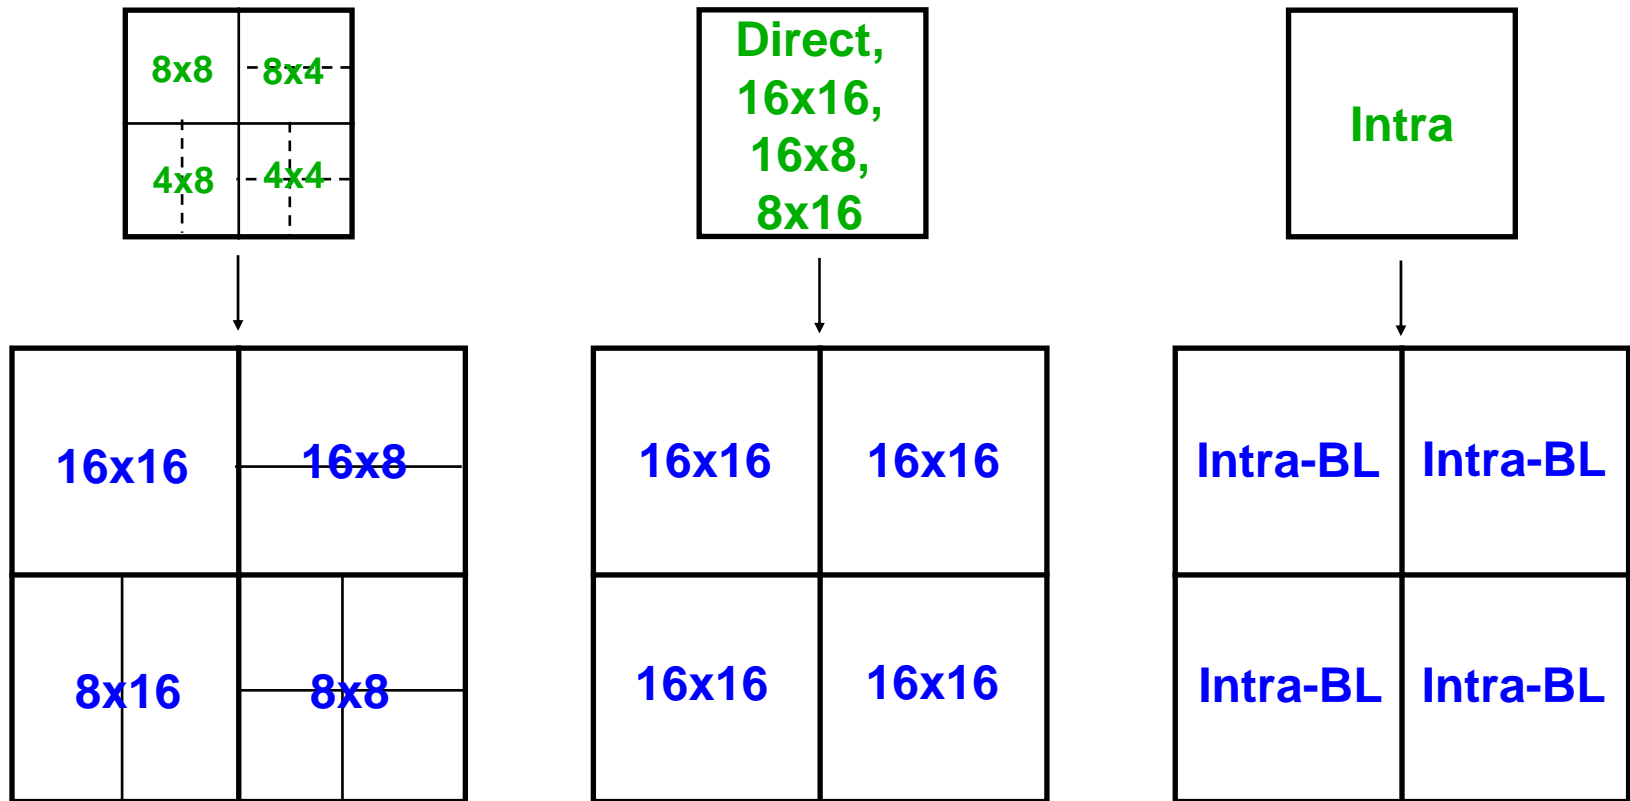 8x8
8x4
4x8
4x4
Direct,
16x16,
16x8,
8x16
Intra
16x16
16x8
8x16
8x8
16x16
16x16
16x16
16x16
Intra-BL
Intra-BL
Intra-BL
Intra-BL